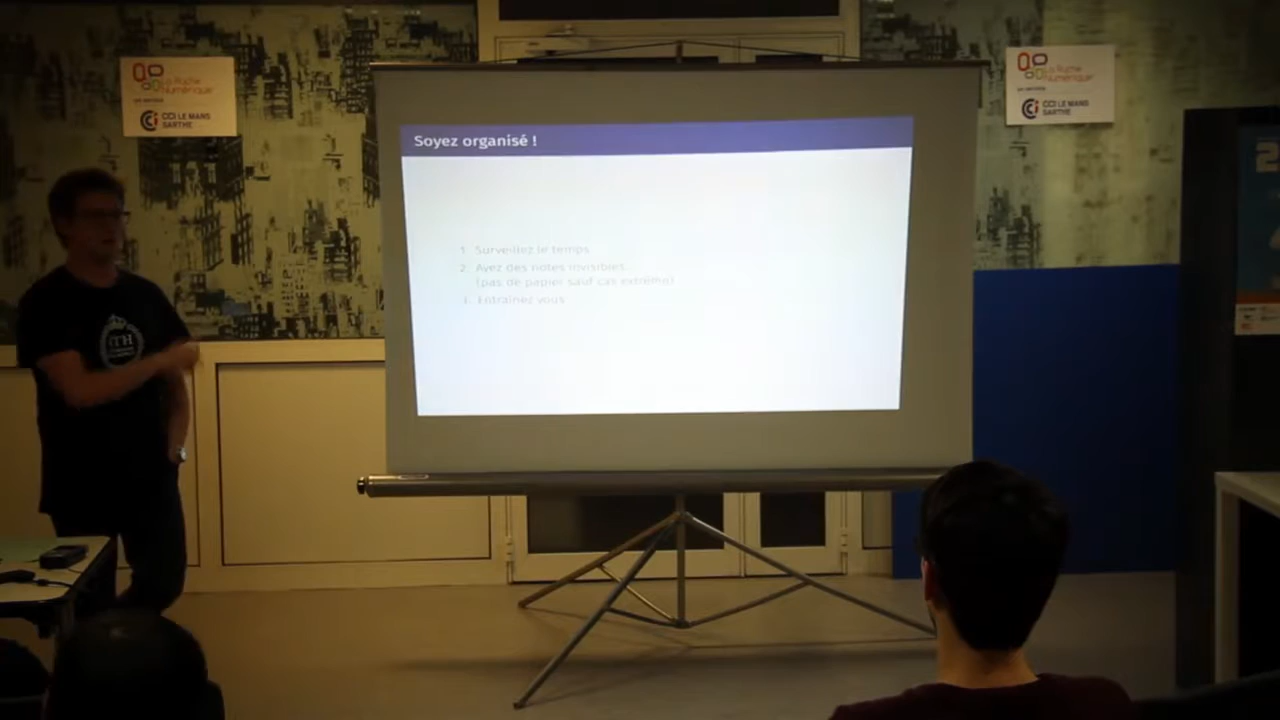 La Ruche
Numérique
CCI LE MANS
SARTHE
La Ruche
Numérique
CCI LE MANS
SARTHE
Soyez organisé !
1. Surveillez le temps
2. Ayez des notes invisibles...
(pas de papier sauf cas extrême)
3. Entraînez vous